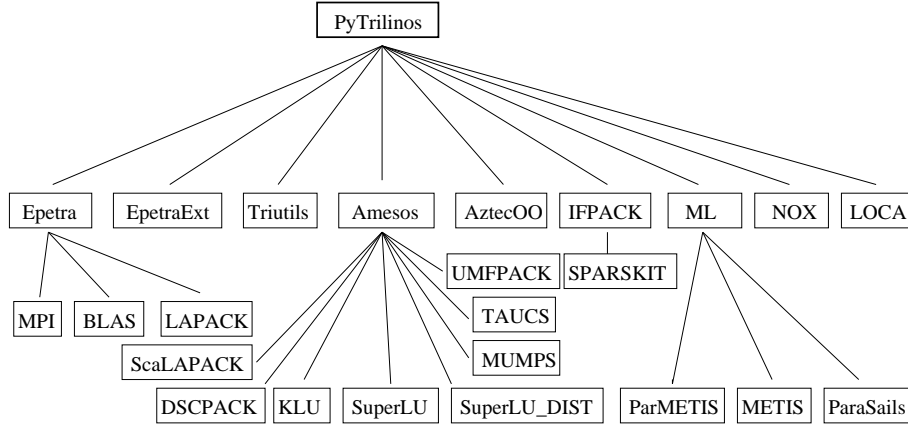 PyTrilinos
Epetra
EpetraExt
Triutils
Amesos
AztecOO
IFPACK
ML
NOX
LOCA
UMFPACK
SPARSKIT
MPI
BLAS
LAPACK
TAUCS
ScaLAPACK
MUMPS
DSCPACK
KLU
SuperLU
SuperLU_DIST
ParMETIS
METIS
ParaSails